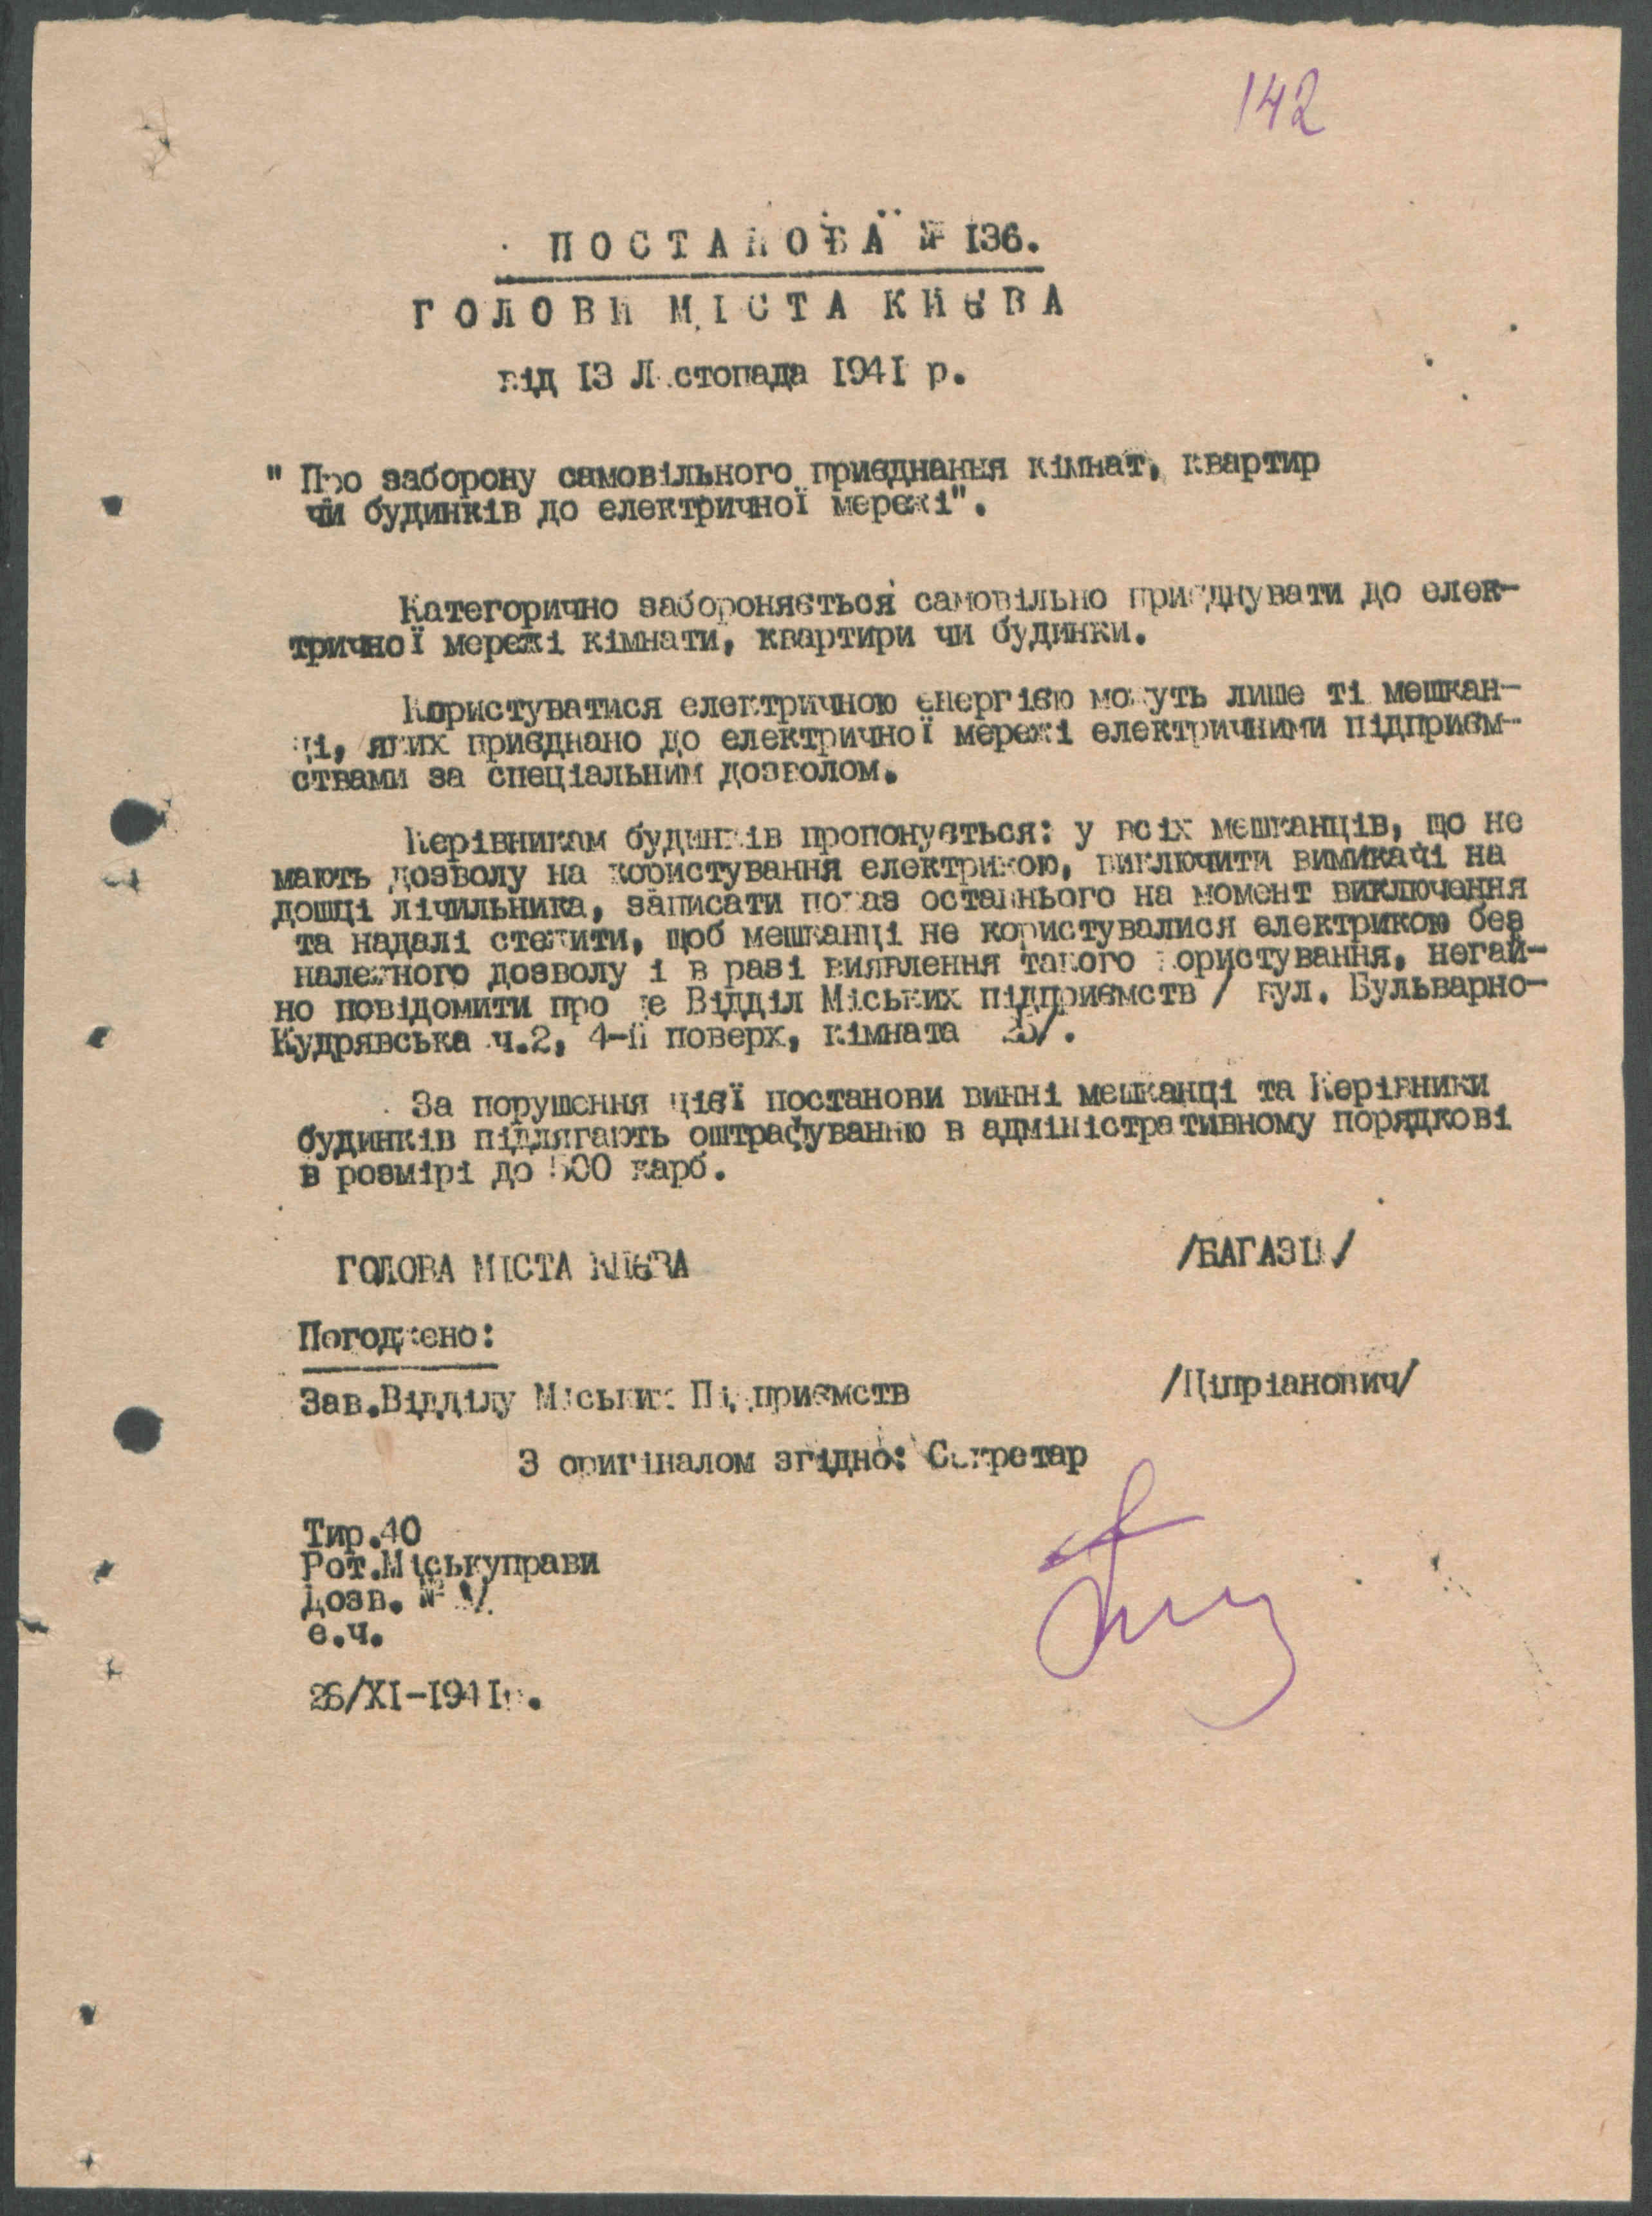 142
ПОСТАНОВА № 136.
ГОЛОВИ МІСТА КИЄВА
від 13 Листопада 1941 р.
" Про заборону самовільного приєднання кімнат, квартир
чи будинків до електричної мережі".
Категорично забороняється самовільно приєднувати до елек-
тричної мережі кімнати, квартири чи будинки.
Користуватися електричною енергією можуть лише ті мешкан-
ці, яких приєднано до електричної мережі електричними підприєм-
ствами за спеціальним дозволом.
Керівникам будинків пропонується: у всіх мешканців, що не
мають дозволу на користування електрикою, виключити вимикачі на
дошці лічильника, записати показ останнього на момент виключення
та надалі стежити, щоб мешканці не користувалися електрикою без
належного дозволу і в разі виявлення такого користування, негай-
но повідомити про це Відділ Міських підприємств / вул. Бульварно-
Кудрявська ч.2, 4-й поверх, кімната /.
За порушення цієї постанови винні мешканці та Керівники
будинків підлягають оштрафуванню в адміністративному порядкові
в розмірі до 500 карб.
ГОЛОВА МІСТА КИЄВА /БАГАЗІЙ/
Погоджено:
Зав.Відділу Міських Підприємств /Ціпріанович/
З оригіналом згідно: Секретар
Тир.40
Рот.Міськуправи
Дозв. №
е.ч.
26/XI-1941р.